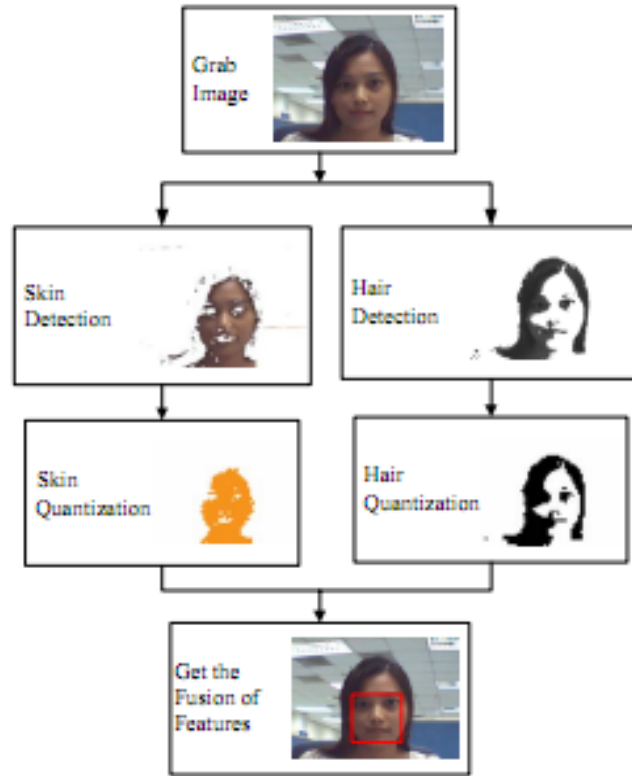 Grab
Image
Skin
Detection
Hair
Detection
Skin
Quantization
Hair
Quantization
Get the
Fusion of
Features